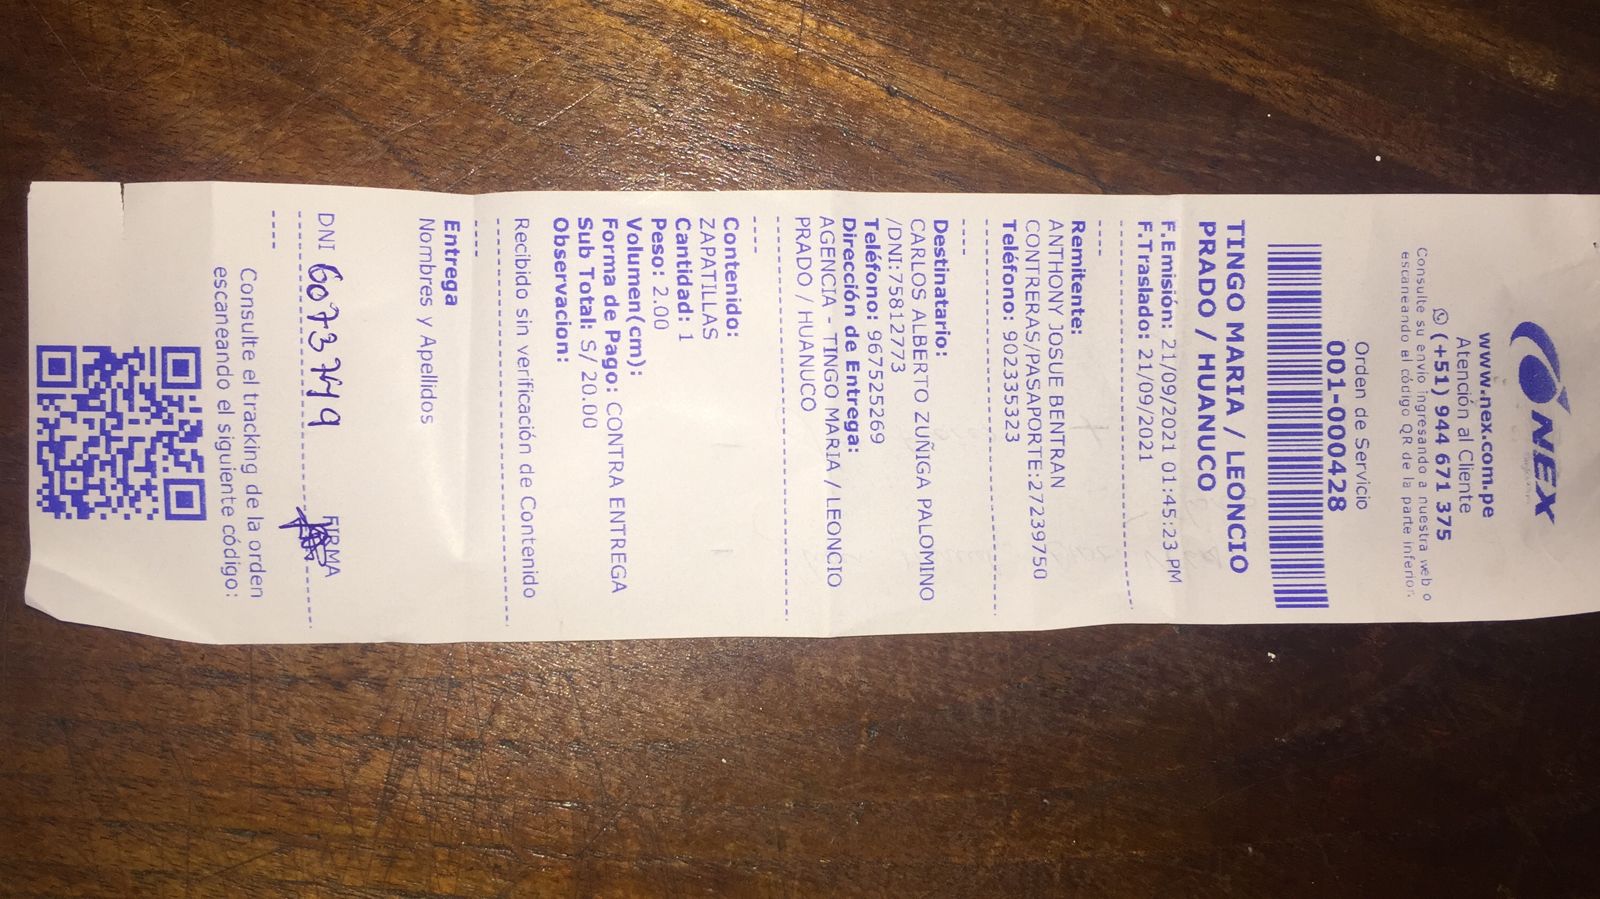 NEX
www.nex.com.pe
Atención al Cliente
(+51) 944 671 375
Consulte su envio ingresando a nuestra web o
escaneando el código QR de la parte inferior.
Orden de Servicio
001-000428
TINGO MARIA / LEONCIO
PRADO / HUANUCO
F.Emisión: 21/09/2021 01:45:23 PM
F.Traslado: 21/09/2021
----
Remitente:
ANTHONY JOSUE BENTRAN
CONTRERAS/PASAPORTE:27239750
Teléfono: 902335323
----
Destinatario:
CARLOS ALBERTO ZUÑIGA PALOMINO
/DNI:75812773
Teléfono: 967525269
Dirección de Entrega:
AGENCIA - TINGO MARIA / LEONCIO
PRADO / HUANUCO
----
Contenido:
ZAPATILLAS
Cantidad: 1
Peso: 2.00
Volumen(cm):
Forma de Pago: CONTRA ENTREGA
Sub Total: S/ 20.00
Observacion:
Recibido sin verificación de Contenido
----
Entrega
Nombres y Apellidos
DNI 60737449 FIRMA
----
Consulte el tracking de la orden
escaneando el siguiente código: